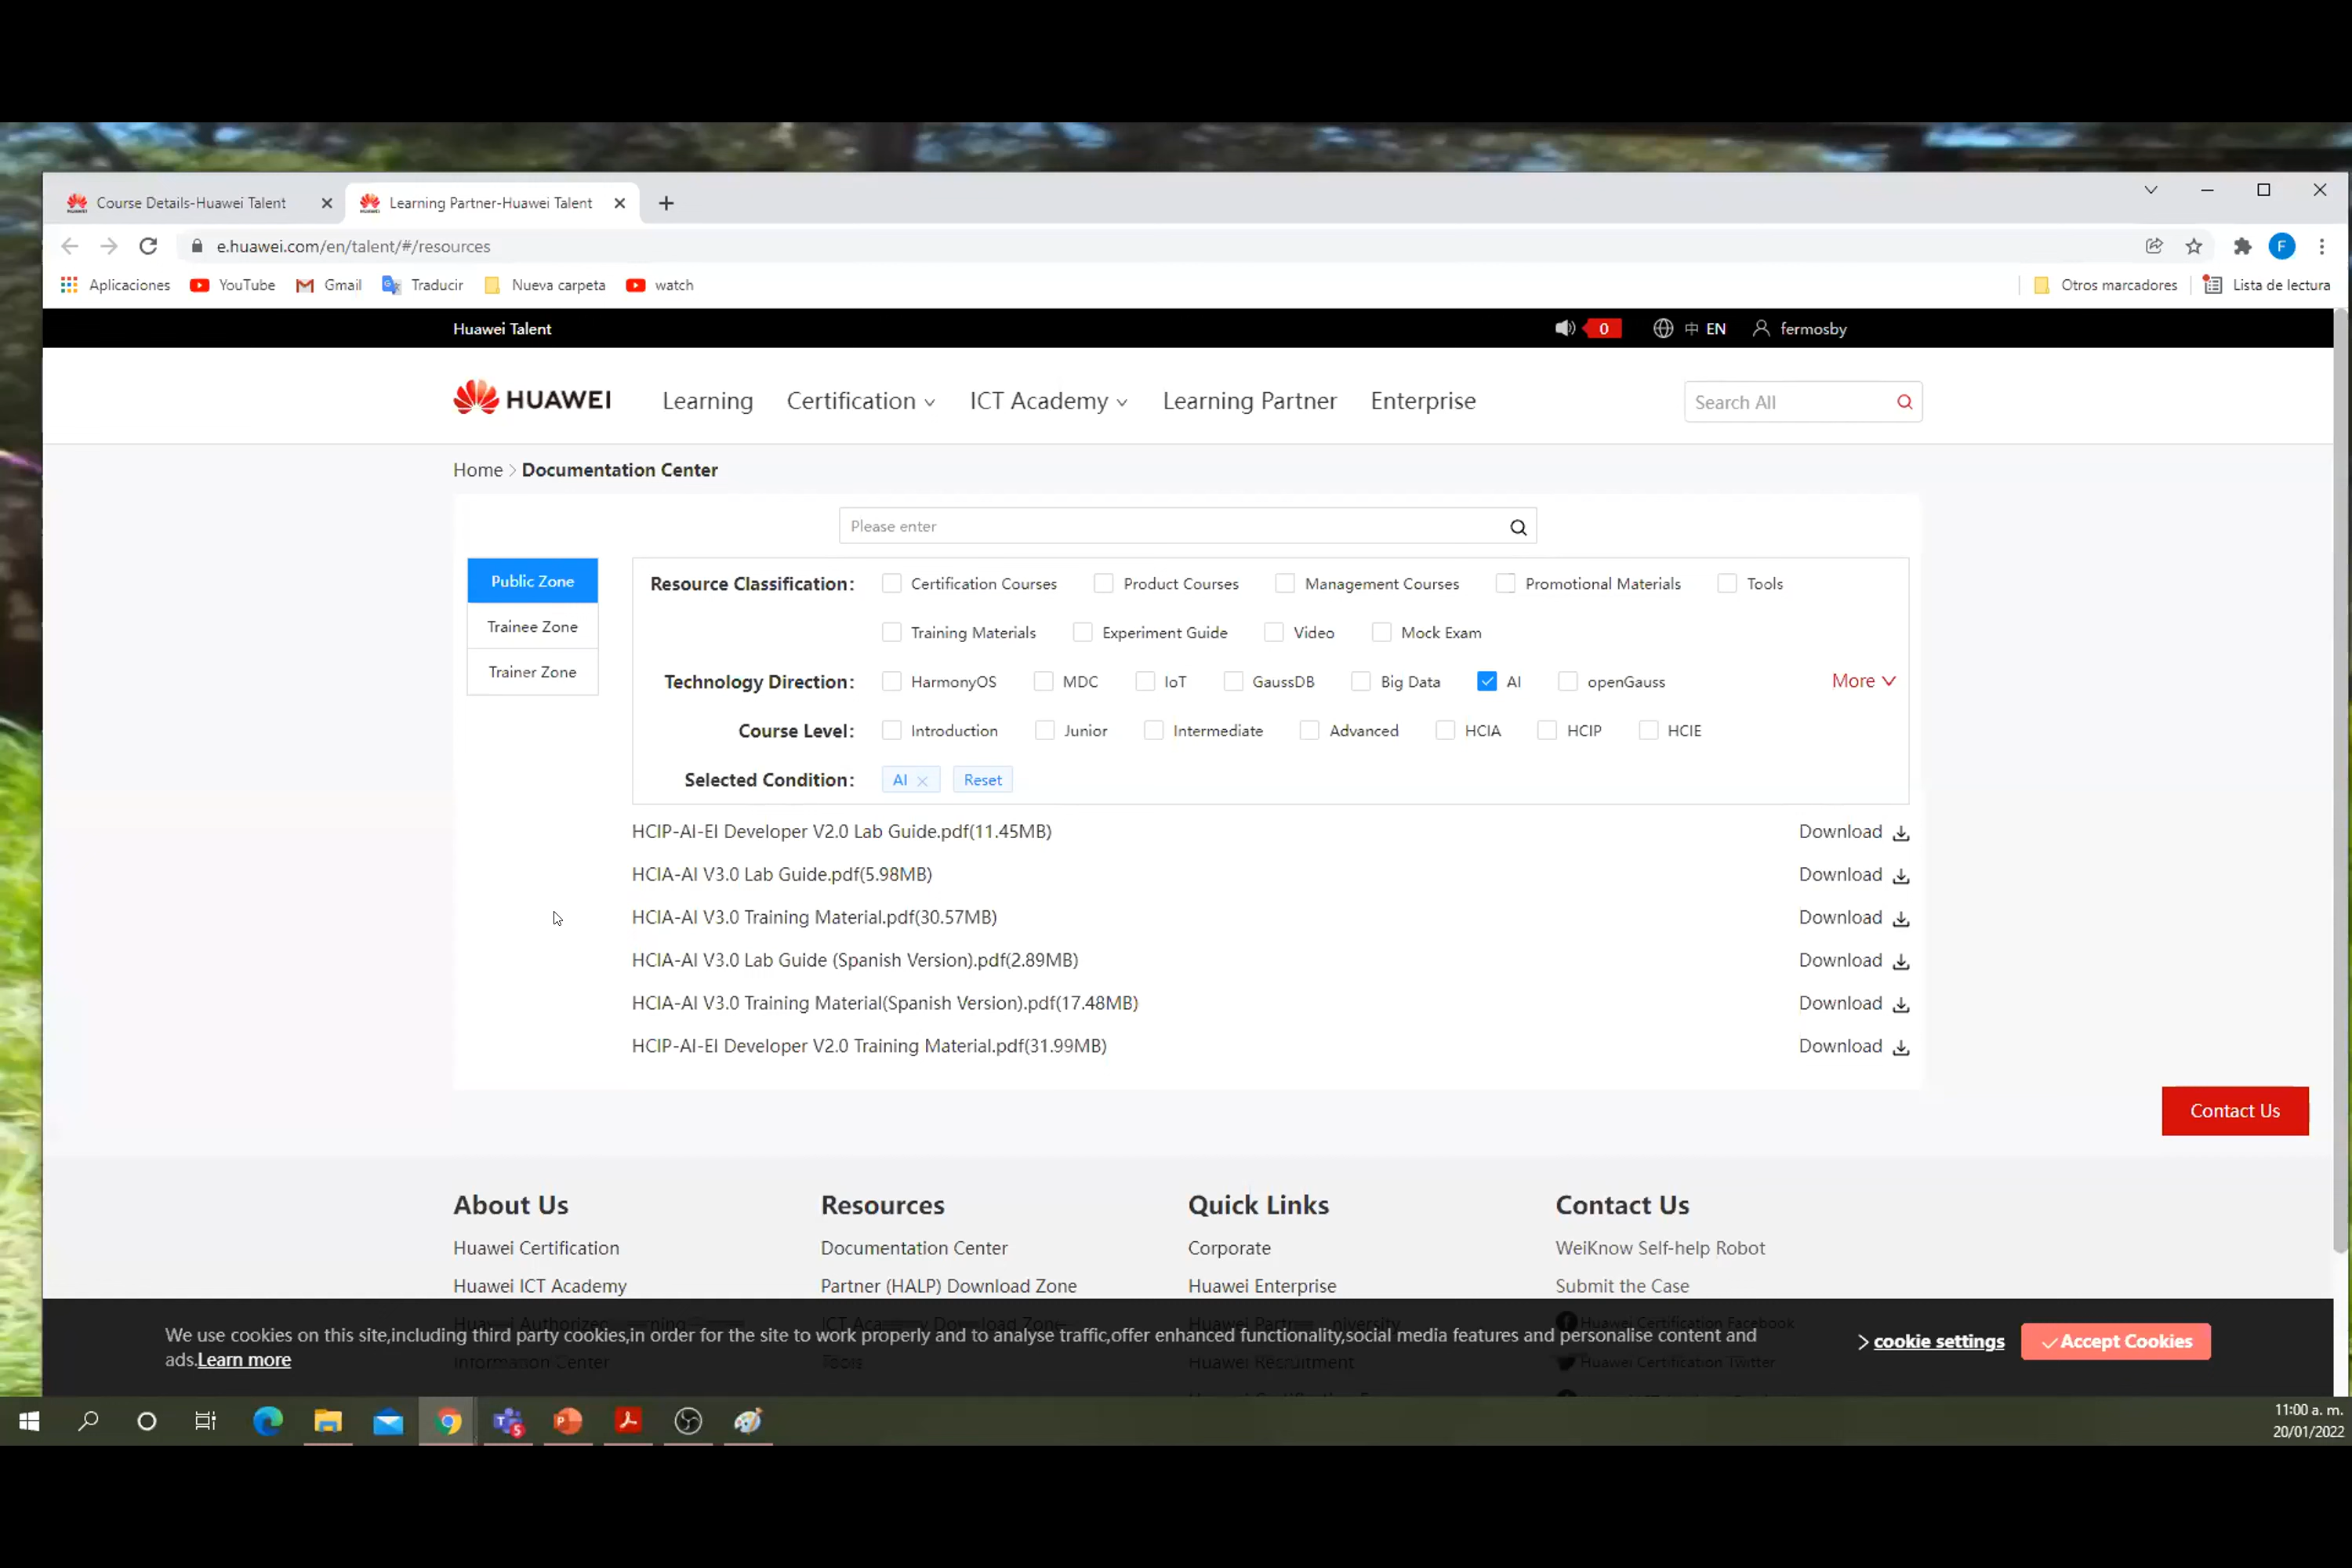 Course Details-Huawei Talent
Learning Partner-Huawei Talent
e.huawei.com/en/talent/#/resources
Aplicaciones YouTube Gmail Traducir Nueva carpeta watch Otros marcadores Lista de lectura
Huawei Talent 0 中 EN fermosby
HUAWEI Learning Certification ICT Academy Learning Partner Enterprise Search All
Home > Documentation Center
Please enter
Public Zone
Trainee Zone
Trainer Zone
Resource Classification: Certification Courses Product Courses Management Courses Promotional Materials Tools
Training Materials Experiment Guide Video Mock Exam
Technology Direction: HarmonyOS MDC IoT GaussDB Big Data AI openGauss More
Course Level: Introduction Junior Intermediate Advanced HCIA HCIP HCIE
Selected Condition: AI Reset
HCIP-AI-EI Developer V2.0 Lab Guide.pdf(11.45MB) Download
HCIA-AI V3.0 Lab Guide.pdf(5.98MB) Download
HCIA-AI V3.0 Training Material.pdf(30.57MB) Download
HCIA-AI V3.0 Lab Guide (Spanish Version).pdf(2.89MB) Download
HCIA-AI V3.0 Training Material(Spanish Version).pdf(17.48MB) Download
HCIP-AI-EI Developer V2.0 Training Material.pdf(31.99MB) Download
Contact Us
About Us Resources Quick Links Contact Us
Huawei Certification Documentation Center Corporate WeiKnow Self-help Robot
Huawei ICT Academy Partner (HALP) Download Zone Huawei Enterprise Submit the Case
Huawei Certification Facebook
We use cookies on this site,including third party cookies,in order for the site to work properly and to analyse traffic,offer enhanced functionality,social media features and personalise content and
ads.Learn more
> cookie settings
Accept Cookies
Information Center Tools Huawei Recruitment Huawei Certification Twitter
11:00 a. m.
20/01/2022